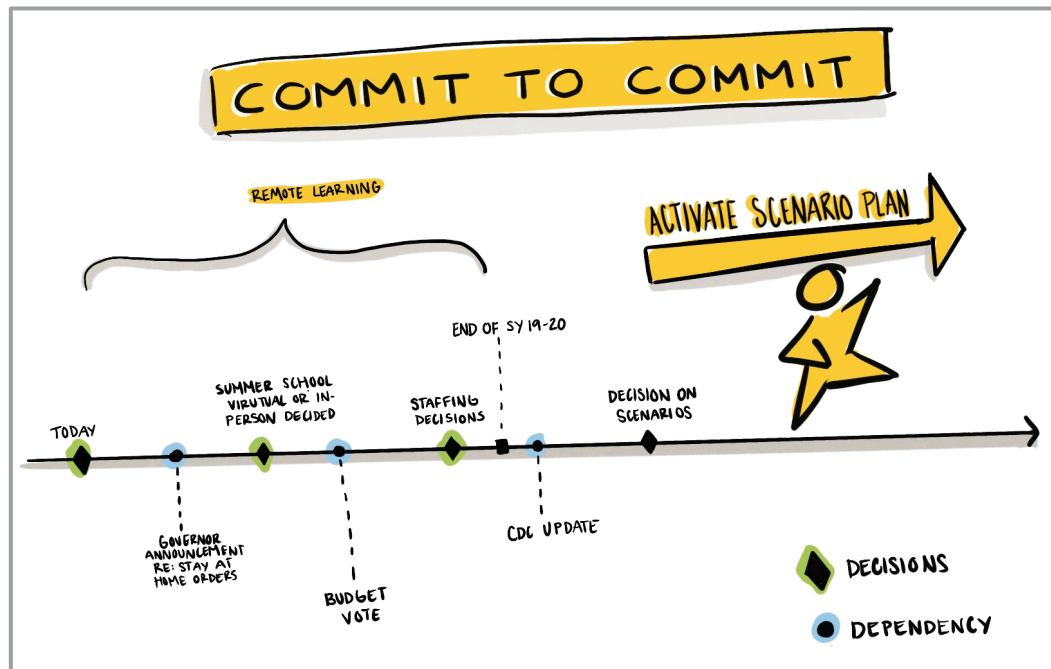 COMMIT TO COMMIT
REMOTE LEARNING
ACTIVATE SCENARIO PLAN
END OF SY 19-20
SUMMER SCHOOL
VIRUTUAL OR IN-
PERSON DECIDED
STAFFING
DECISIONS
DECISION ON
SCENARIOS
TODAY
GOVERNOR
ANNOUNCEMENT
RE: STAY AT
HOME ORDERS
BUDGET
VOTE
CDC UPDATE
DECISIONS
DEPENDENCY